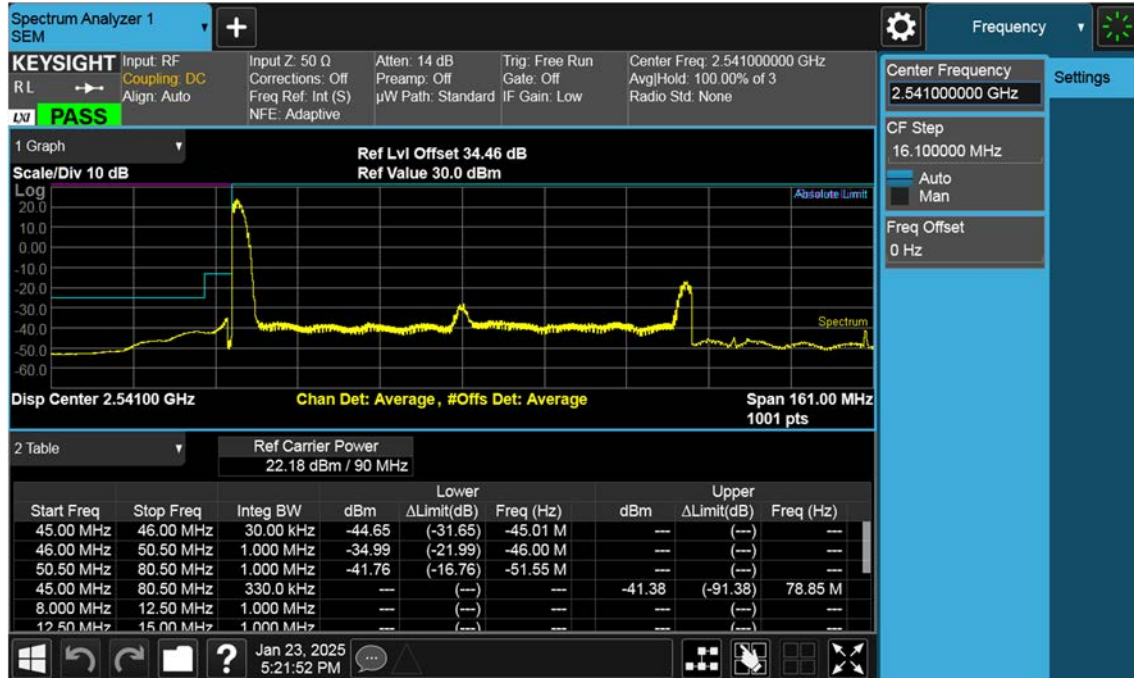 Spectrum Analyzer 1
SEM
+
Frequency
KEYSIGHT
R L
LXI
PASS
Input: RF
Coupling: DC
Align: Auto
Input Z: 50 Ω
Corrections: Off
Freq Ref: Int (S)
NFE: Adaptive
Atten: 14 dB
Preamp: Off
µW Path: Standard
Trig: Free Run
Gate: Off
IF Gain: Low
Center Freq: 2.541000000 GHz
Avg|Hold: 100.00% of 3
Radio Std: None
Center Frequency
2.541000000 GHz
Settings
CF Step
16.100000 MHz
Auto
Man
Freq Offset
0 Hz
1 Graph
Scale/Div 10 dB
Ref Lvl Offset 34.46 dB
Ref Value 30.0 dBm
Log
Absolute Limit
20.0
10.0
0.00
-10.0
-20.0
-30.0
-40.0
-50.0
-60.0
Spectrum
Disp Center 2.54100 GHz
Chan Det: Average , #Offs Det: Average
Span 161.00 MHz
1001 pts
2 Table
Ref Carrier Power
22.18 dBm / 90 MHz
Lower Upper
Start Freq Stop Freq Integ BW dBm ΔLimit(dB) Freq (Hz) dBm ΔLimit(dB) Freq (Hz)
45.00 MHz 46.00 MHz 30.00 kHz -44.65 (-31.65) -45.01 M --- (---) ---
46.00 MHz 50.50 MHz 1.000 MHz -34.99 (-21.99) -46.00 M --- (---) ---
50.50 MHz 80.50 MHz 1.000 MHz -41.76 (-16.76) -51.55 M --- (---) ---
45.00 MHz 80.50 MHz 330.0 kHz --- (---) --- -41.38 (-91.38) 78.85 M
8.000 MHz 12.50 MHz 1.000 MHz --- (---) --- --- (---) ---
12.50 MHz 15.00 MHz 1.000 MHz --- (---) --- --- (---) ---
?
Jan 23, 2025
5:21:52 PM